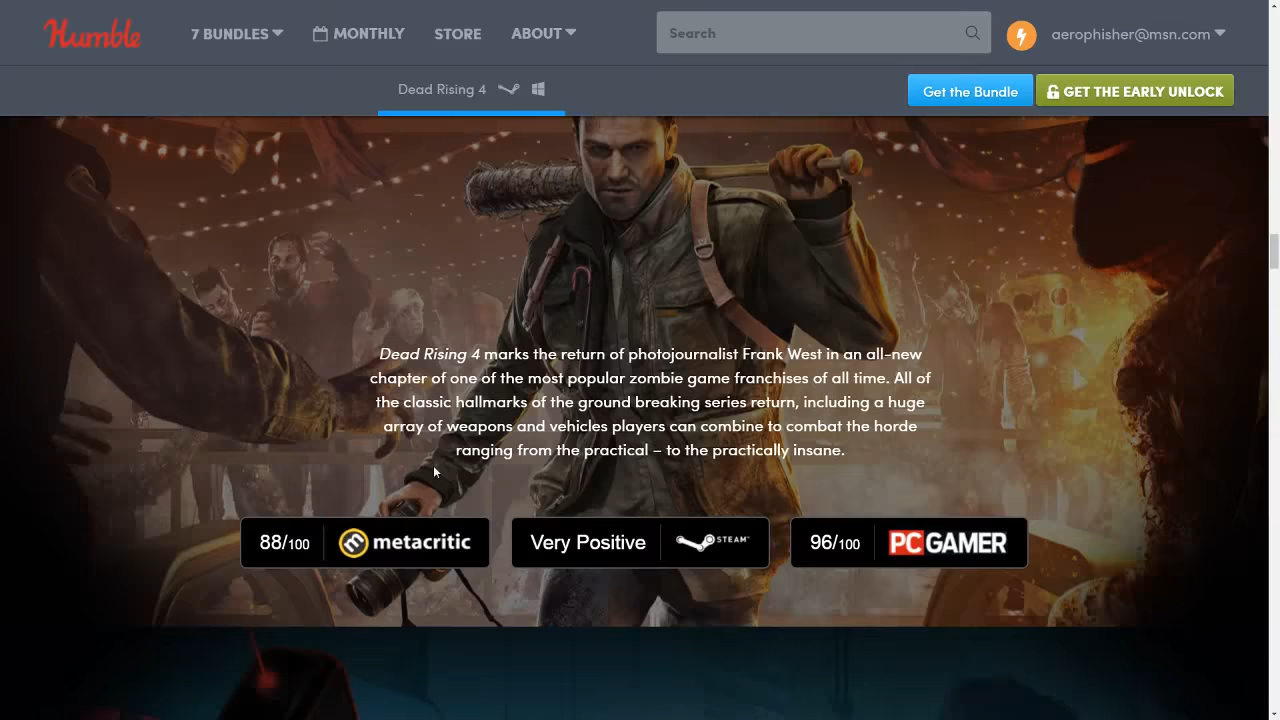 Humble
7 BUNDLES
MONTHLY
STORE
ABOUT
Search
aerophisher@msn.com
Dead Rising 4
Get the Bundle
GET THE EARLY UNLOCK
Dead Rising 4 marks the return of photojournalist Frank West in an all-new
chapter of one of the most popular zombie game franchises of all time. All of
the classic hallmarks of the ground breaking series return, including a huge
array of weapons and vehicles players can combine to combat the horde
ranging from the practical – to the practically insane.
88/100 metacritic
Very Positive STEAM™
96/100 PC GAMER